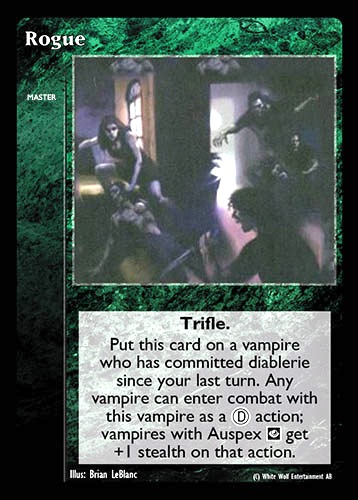 Rogue
MASTER
Trifle.
Put this card on a vampire
who has committed diablerie
since your last turn. Any
vampire can enter combat with
this vampire as a Ⓓ action;
vampires with Auspex get
+1 stealth on that action.
Illus: Brian LeBlanc
(C) White Wolf Entertainment AB